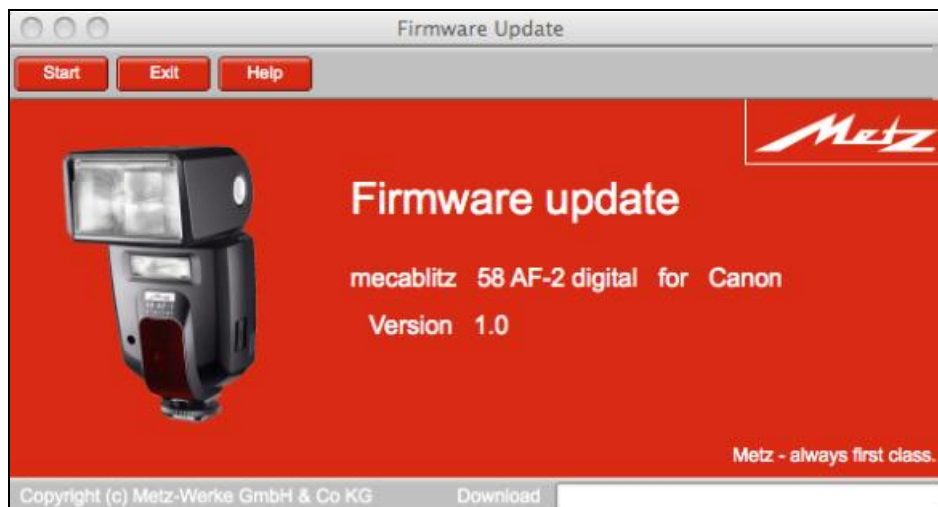 Firmware Update
Start Exit Help
Metz
Firmware update
mecablitz 58 AF-2 digital for Canon
Version 1.0
Metz - always first class.
Copyright (c) Metz-Werke GmbH & Co KG Download